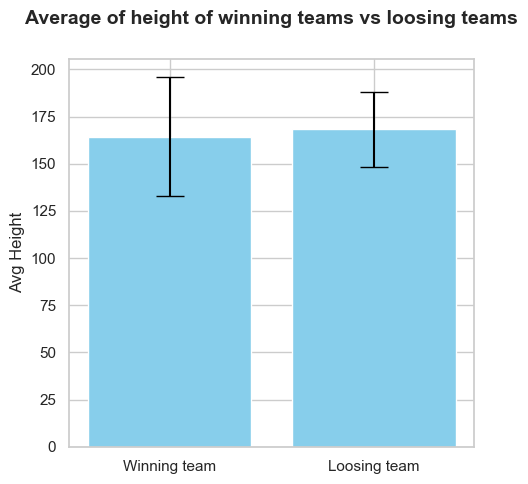 Average of height of winning teams vs loosing teams
200
175
150
125
100
75
50
25
0
Avg Height
Winning team
Loosing team